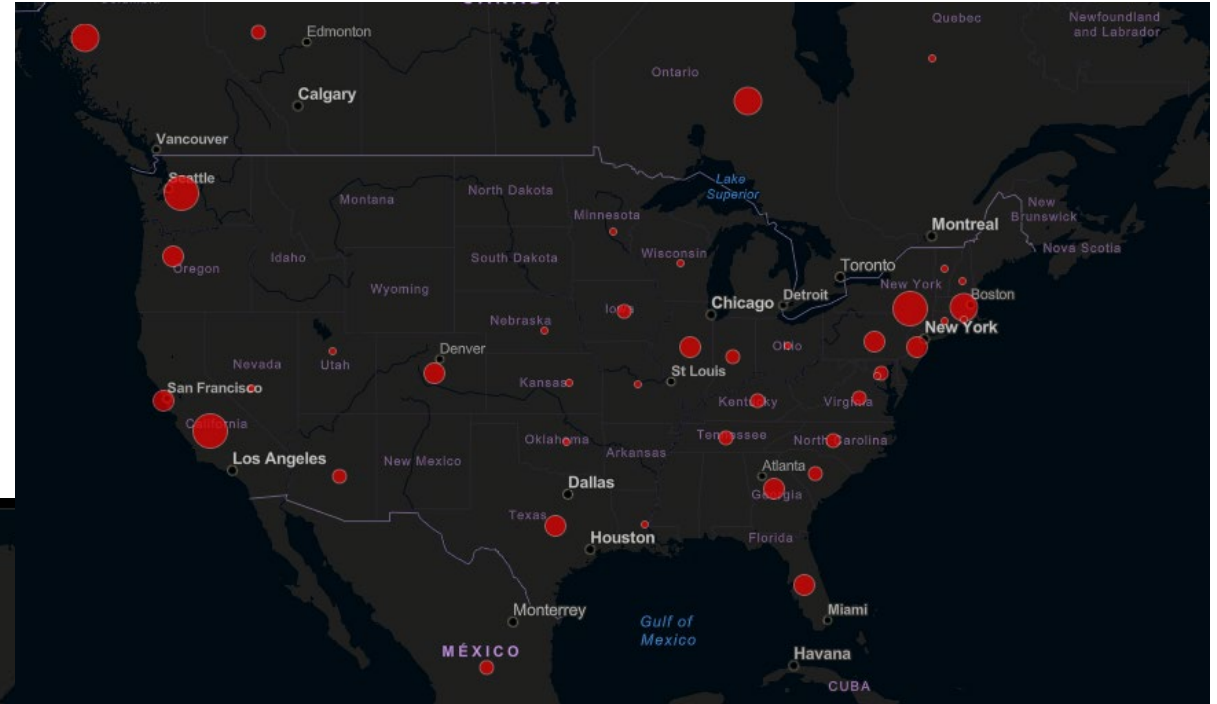 Quebec
Newfoundland
and Labrador
Edmonton
Ontario
Calgary
Vancouver
Seattle
Lake
Superior
North Dakota
Montana
Minnesota
New
Brunswick
Montreal
Nova Scotia
Wisconsin
Idaho
South Dakota
Oregon
Toronto
New York
Wyoming
Chicago
Detroit
Boston
Iowa
Nebraska
New York
Denver
Ohio
Nevada
Utah
St Louis
Kansas
San Francisco
Kentucky
Virginia
California
Tennessee
North Carolina
Oklahoma
Arkansas
Los Angeles
New Mexico
Atlanta
Dallas
Georgia
Texas
Houston
Florida
Monterrey
Miami
Gulf of
Mexico
MÉXICO
Havana
CUBA